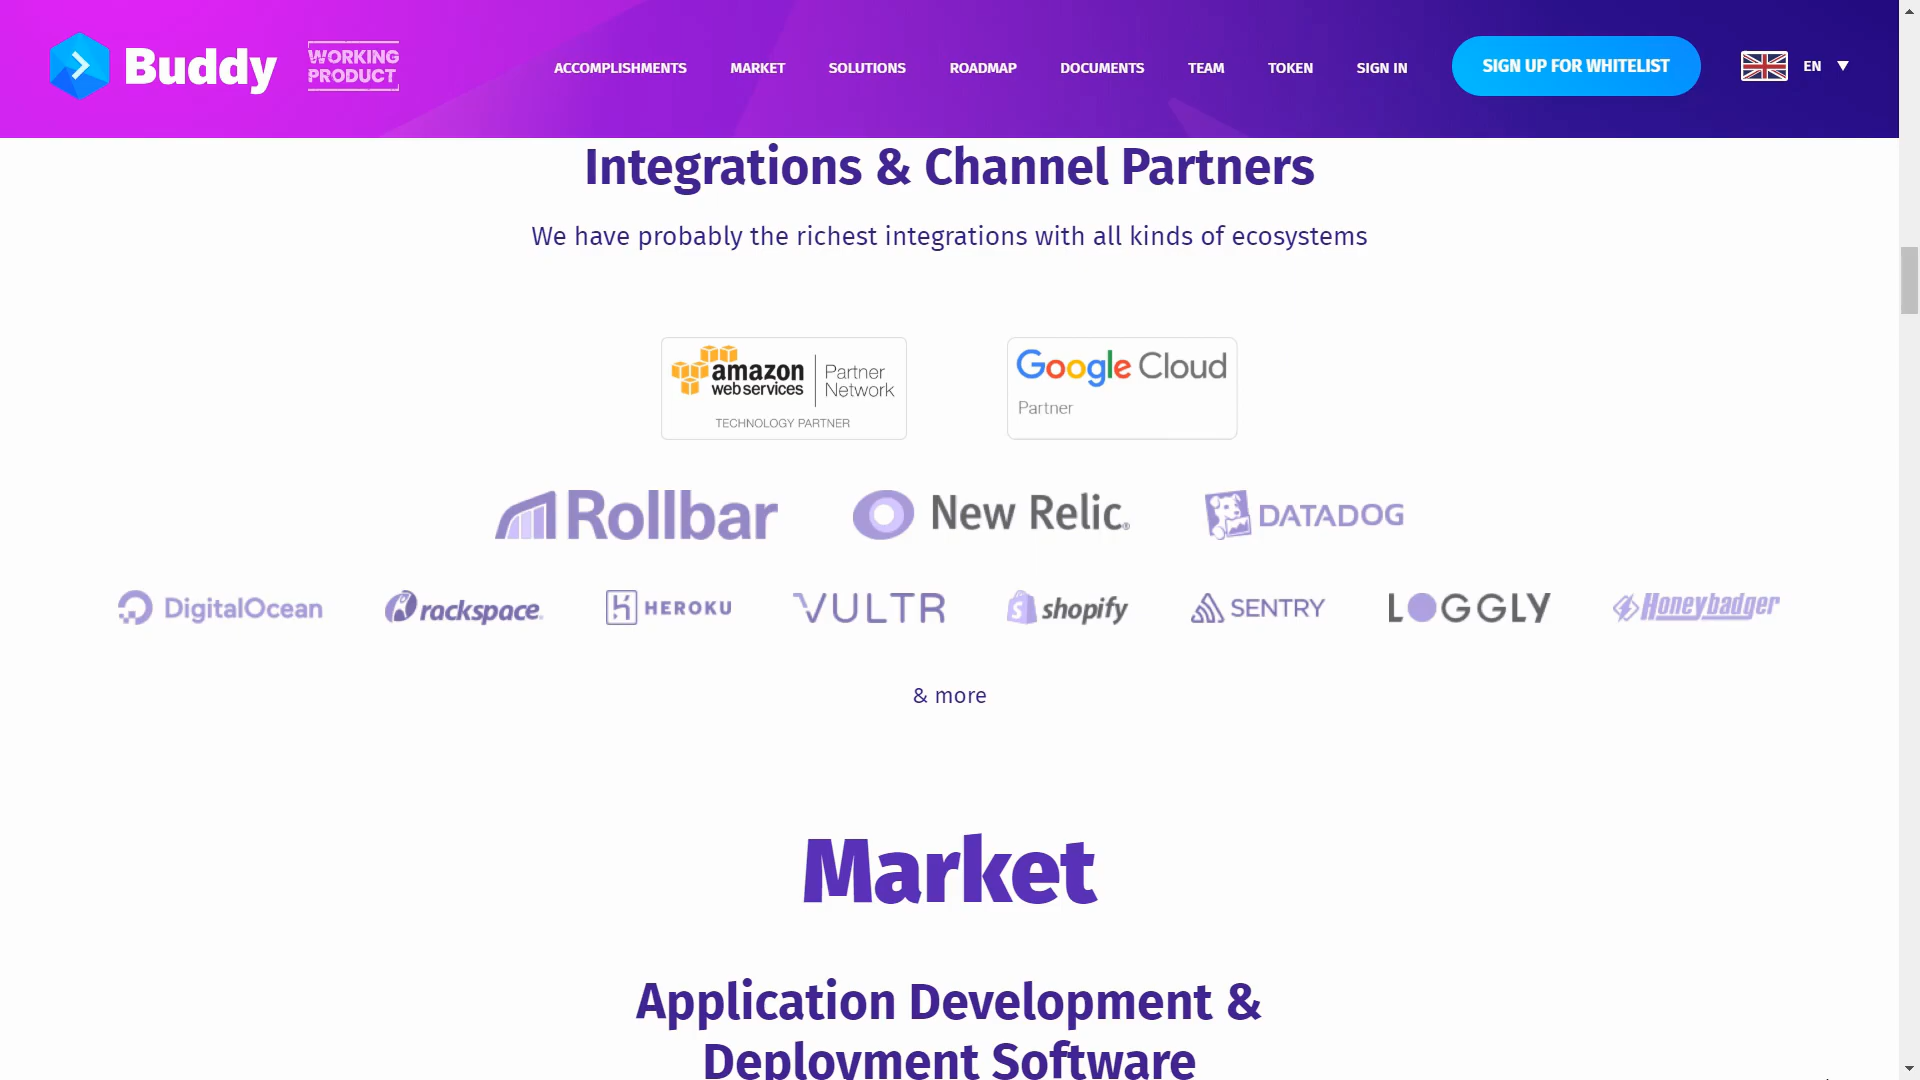 Buddy
WORKING
PRODUCT
ACCOMPLISHMENTS MARKET SOLUTIONS ROADMAP DOCUMENTS TEAM TOKEN SIGN IN SIGN UP FOR WHITELIST EN
Integrations & Channel Partners
We have probably the richest integrations with all kinds of ecosystems
amazon
webservices
Partner
Network
TECHNOLOGY PARTNER
Google Cloud
Partner
Rollbar New Relic® DATADOG
DigitalOcean rackspace. HEROKU VULTR shopify SENTRY LOGGLY Honeybadger
& more
Market
Application Development &
Deployment Software